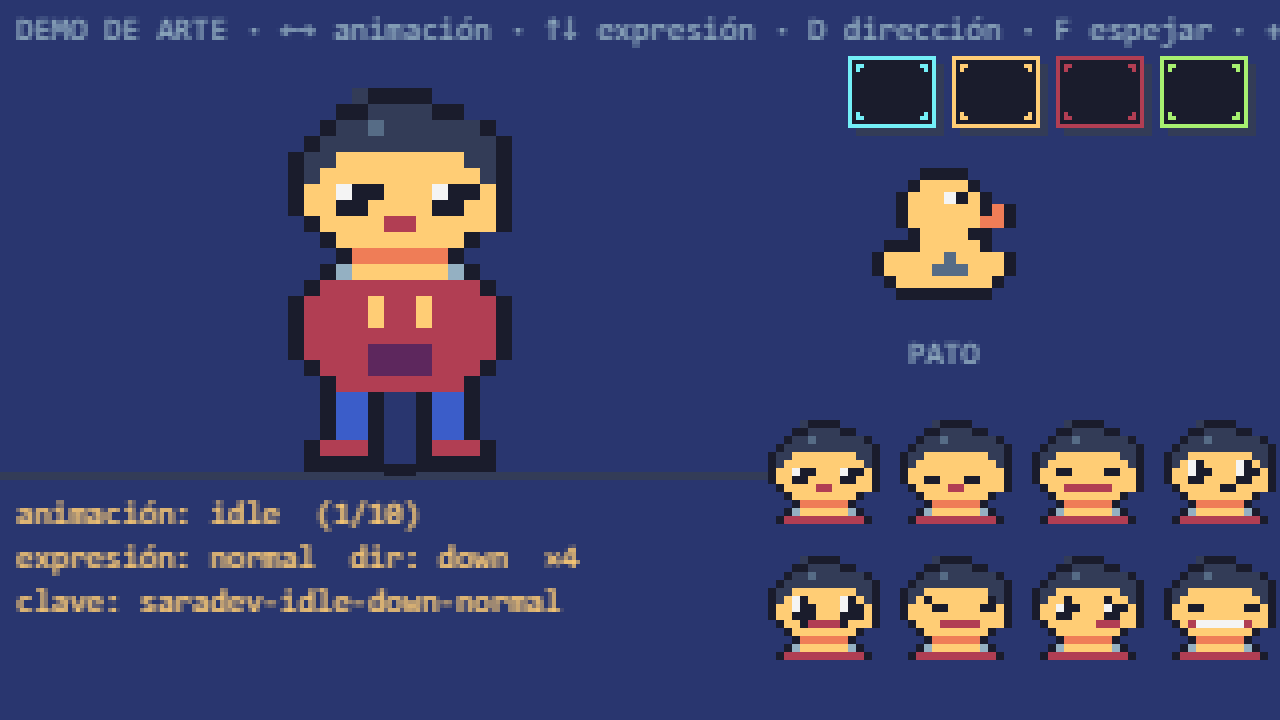 DEMO DE ARTE · ←→ animación · ↑↓ expresión · D dirección · F espejar · +
PATO
animación: idle (1/10)
expresión: normal dir: down ×4
clave: saradev-idle-down-normal